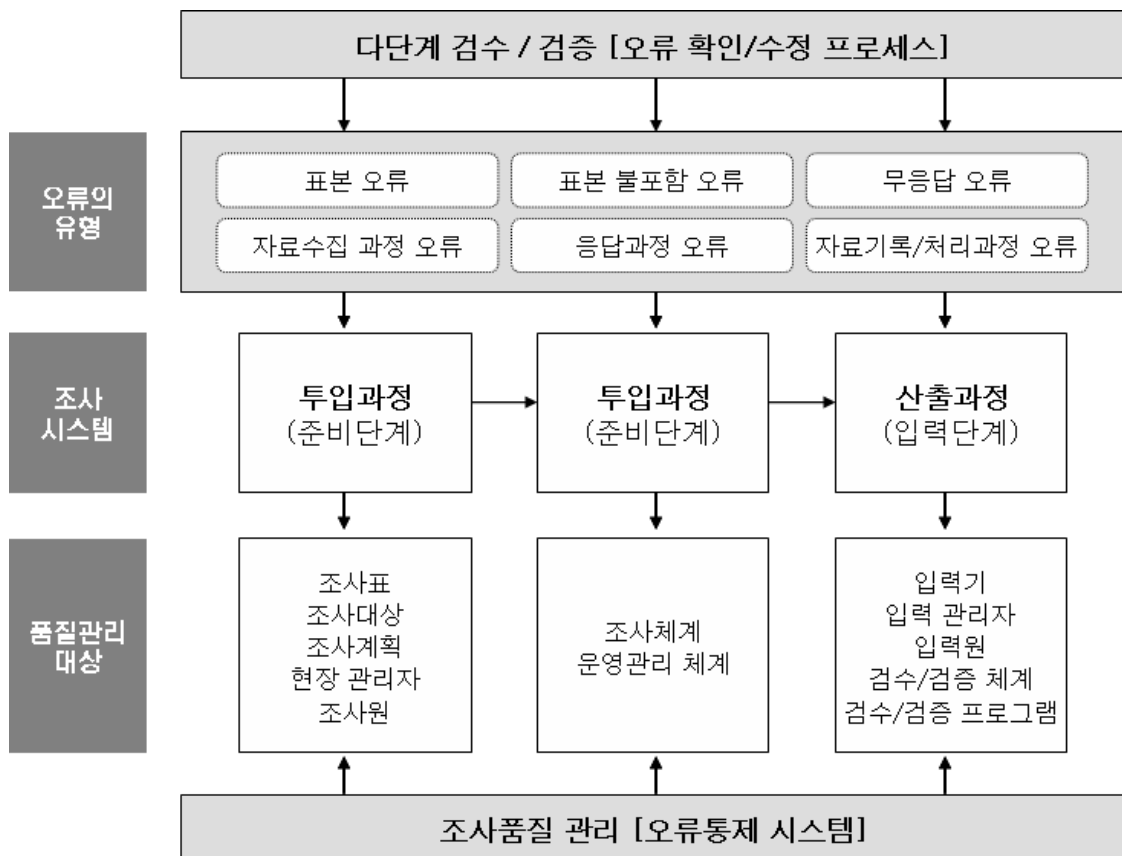 다단계 검수 / 검증 [오류 확인/수정 프로세스]
오류의
유형
표본 오류
표본 불포함 오류
무응답 오류
자료수집 과정 오류
응답과정 오류
자료기록/처리과정 오류
조사
시스템
투입과정
(준비단계)
투입과정
(준비단계)
산출과정
(입력단계)
품질관리
대상
조사표
조사대상
조사계획
현장 관리자
조사원
조사체계
운영관리 체계
입력기
입력 관리자
입력원
검수/검증 체계
검수/검증 프로그램
조사품질 관리 [오류통제 시스템]